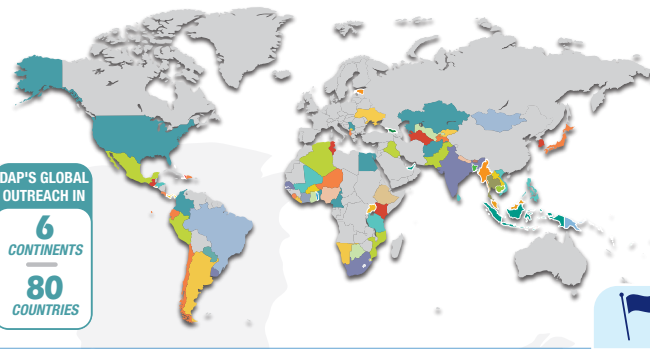 DAP'S GLOBAL
OUTREACH IN
6
CONTINENTS
80
COUNTRIES